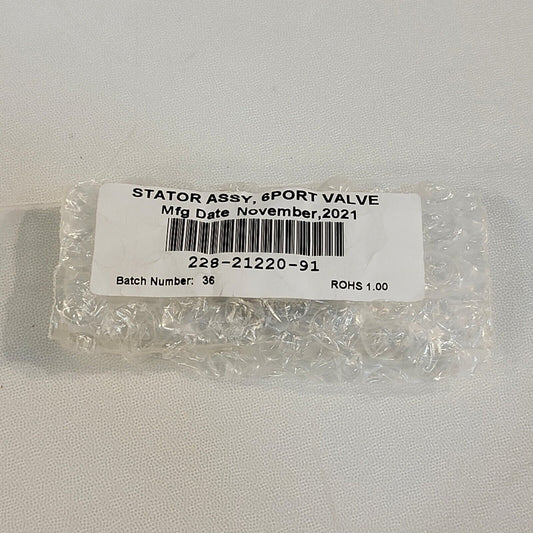 STATOR ASSY, 6PORT VALVE
Mfg Date November,2021
228-21220-91
Batch Number: 36 ROHS 1.00